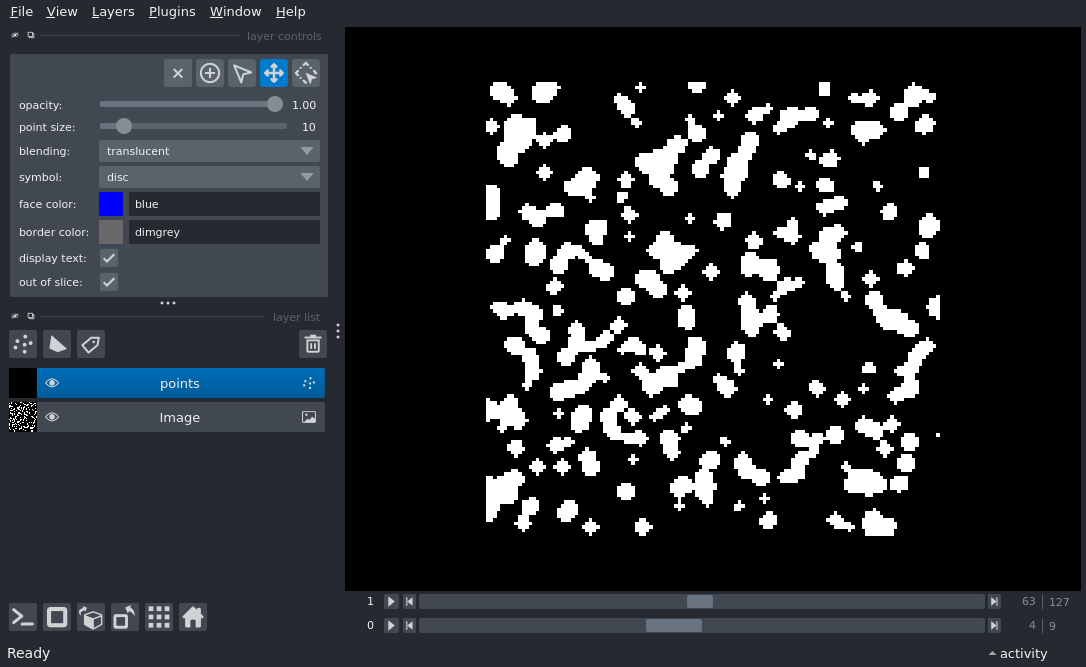 File View Layers Plugins Window Help
layer controls
opacity: 1.00
point size: 10
blending: translucent
symbol: disc
face color: blue
border color: dimgrey
display text:
out of slice:
layer list
points
Image
1 63 127
0 4 9
Ready activity